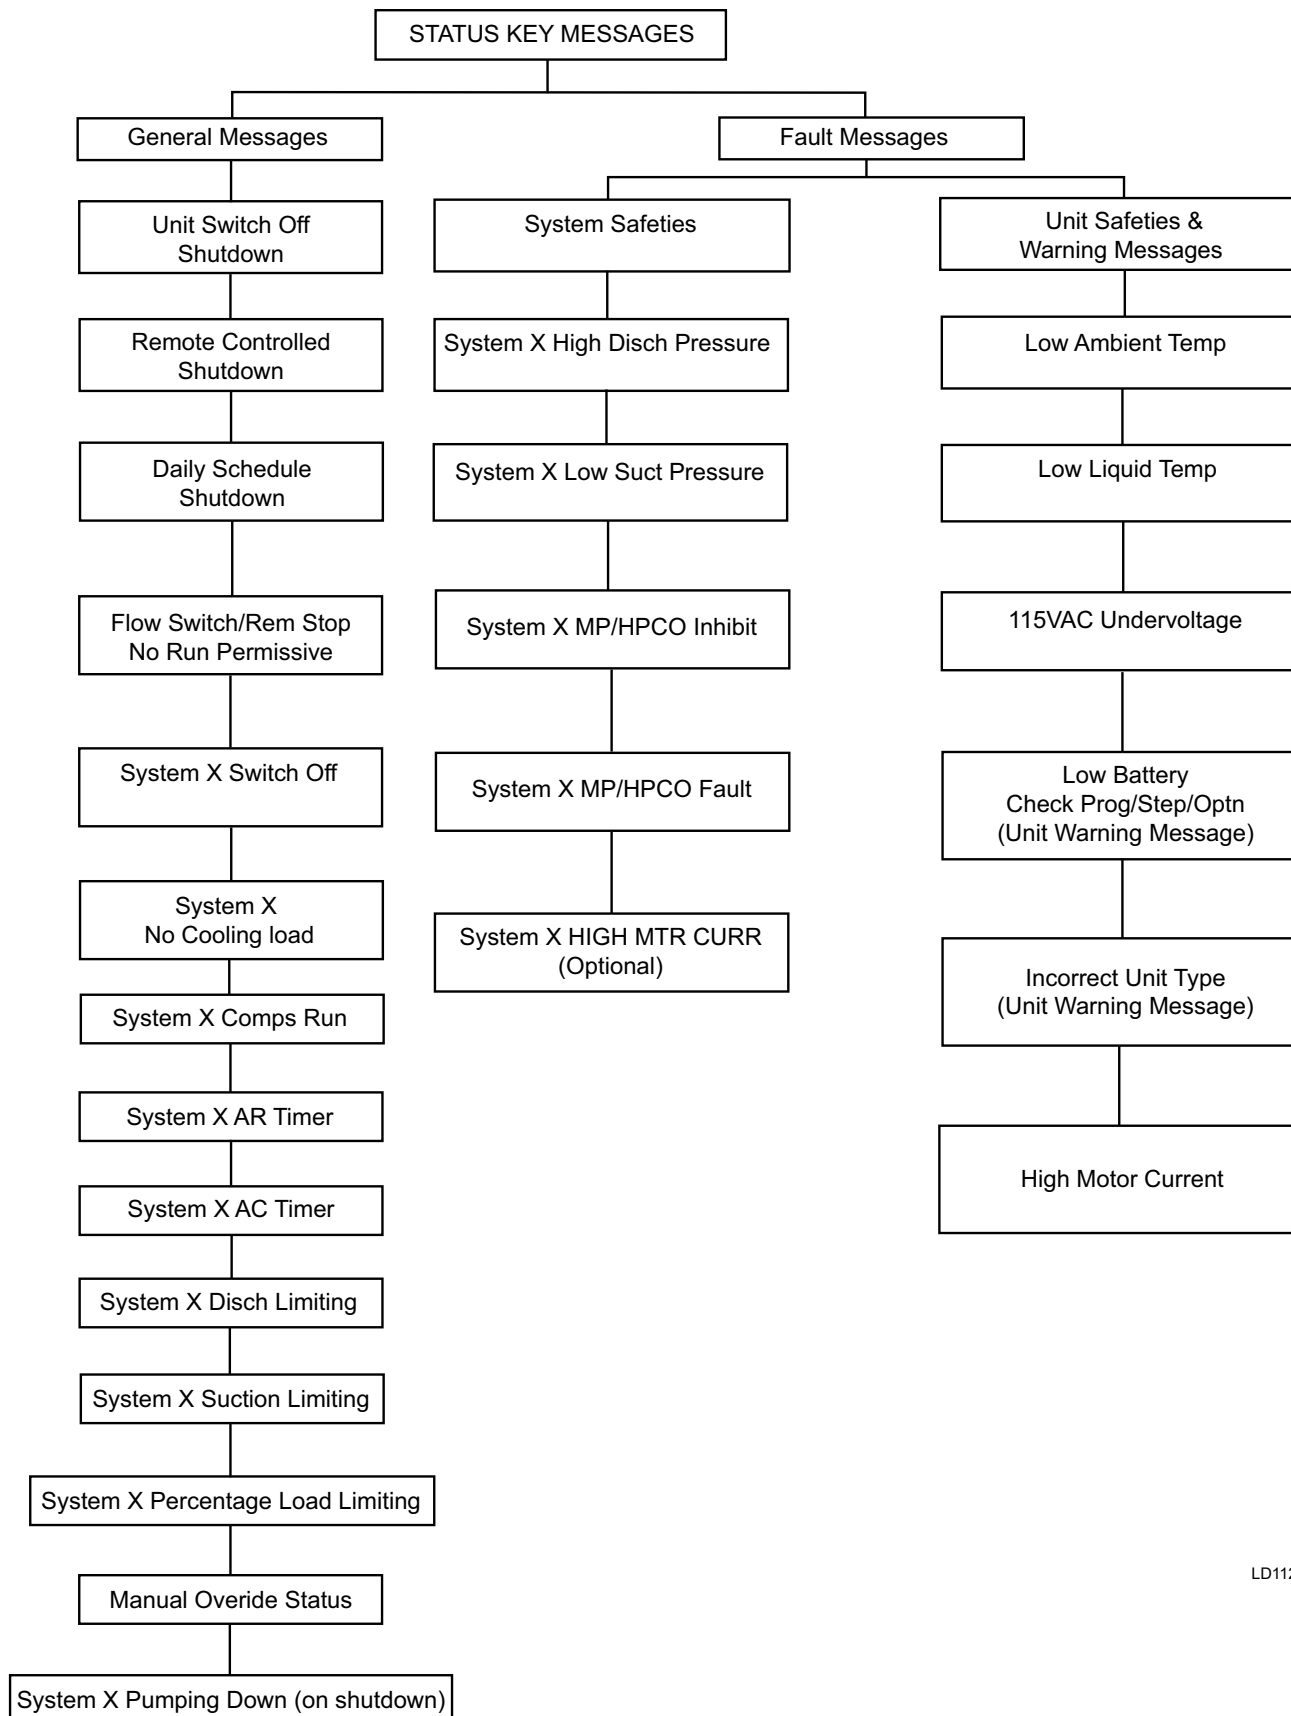 STATUS KEY MESSAGES
General Messages
Unit Switch Off
Shutdown
Remote Controlled
Shutdown
Daily Schedule
Shutdown
Flow Switch/Rem Stop
No Run Permissive
System X Switch Off
System X
No Cooling load
System X Comps Run
System X AR Timer
System X AC Timer
System X Disch Limiting
System X Suction Limiting
System X Percentage Load Limiting
Manual Overide Status
System X Pumping Down (on shutdown)
Fault Messages
System Safeties
System X High Disch Pressure
System X Low Suct Pressure
System X MP/HPCO Inhibit
System X MP/HPCO Fault
System X HIGH MTR CURR
(Optional)
Unit Safeties &
Warning Messages
Low Ambient Temp
Low Liquid Temp
115VAC Undervoltage
Low Battery
Check Prog/Step/Optn
(Unit Warning Message)
Incorrect Unit Type
(Unit Warning Message)
High Motor Current
LD112